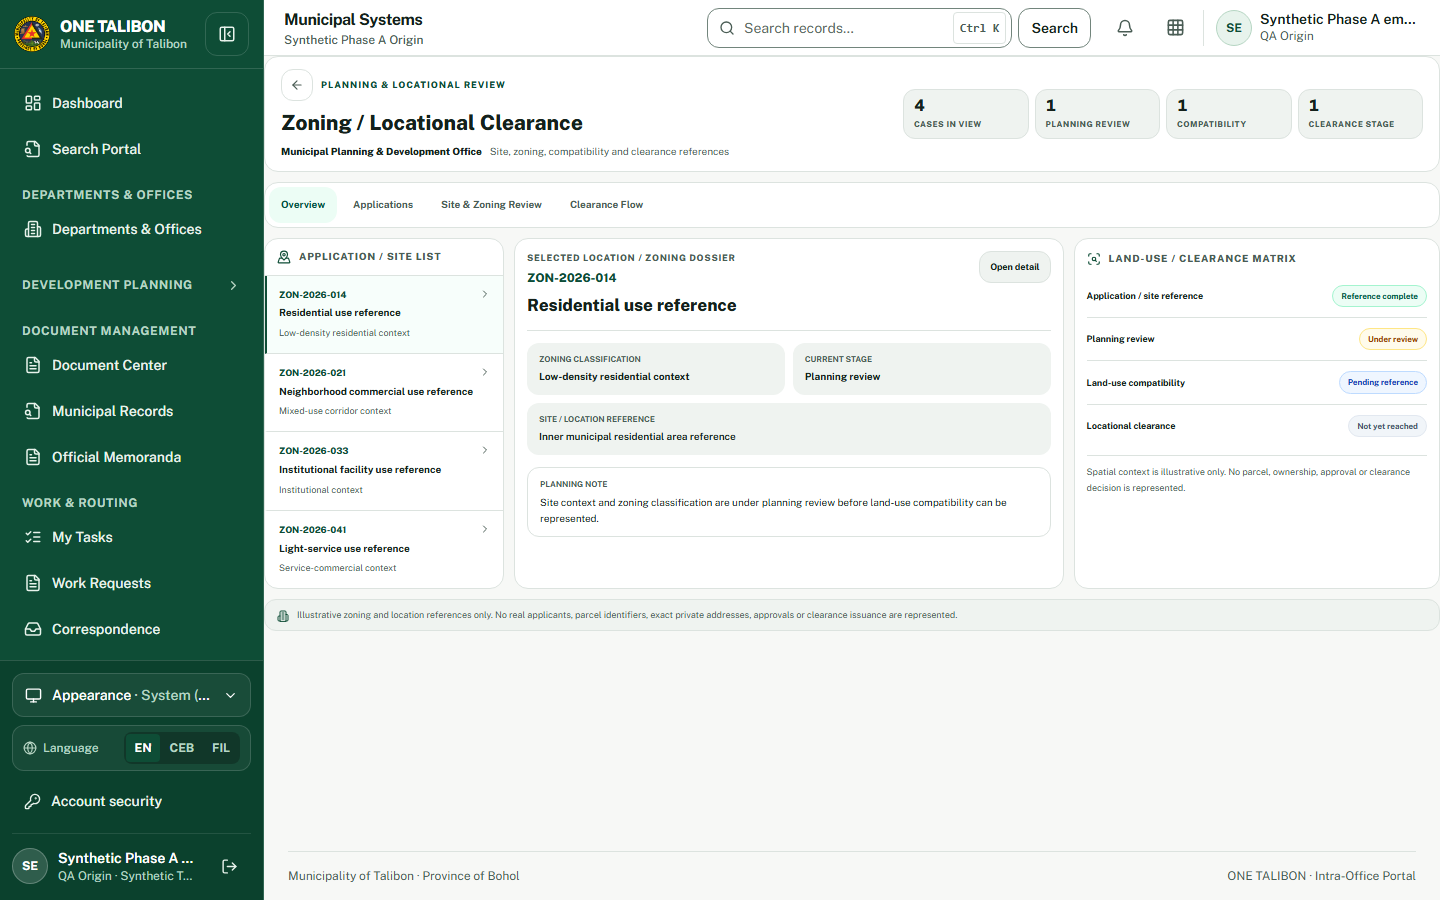 ONE TALIBON
Municipality of Talibon
Dashboard
Search Portal
DEPARTMENTS & OFFICES
Departments & Offices
DEVELOPMENT PLANNING
DOCUMENT MANAGEMENT
Document Center
Municipal Records
Official Memoranda
WORK & ROUTING
My Tasks
Work Requests
Correspondence
Appearance · System (...
Language EN CEB FIL
Account security
SE
Synthetic Phase A ...
QA Origin · Synthetic T...
Municipal Systems
Synthetic Phase A Origin
Search records...
Ctrl K
Search
SE
Synthetic Phase A em...
QA Origin
PLANNING & LOCATIONAL REVIEW
Zoning / Locational Clearance
Municipal Planning & Development Office Site, zoning, compatibility and clearance references
4
CASES IN VIEW
1
PLANNING REVIEW
1
COMPATIBILITY
1
CLEARANCE STAGE
Overview Applications Site & Zoning Review Clearance Flow
APPLICATION / SITE LIST
ZON-2026-014
Residential use reference
Low-density residential context
ZON-2026-021
Neighborhood commercial use reference
Mixed-use corridor context
ZON-2026-033
Institutional facility use reference
Institutional context
ZON-2026-041
Light-service use reference
Service-commercial context
SELECTED LOCATION / ZONING DOSSIER
ZON-2026-014
Residential use reference
Open detail
ZONING CLASSIFICATION
Low-density residential context
CURRENT STAGE
Planning review
SITE / LOCATION REFERENCE
Inner municipal residential area reference
PLANNING NOTE
Site context and zoning classification are under planning review before land-use compatibility can be
represented.
LAND-USE / CLEARANCE MATRIX
Application / site reference Reference complete
Planning review Under review
Land-use compatibility Pending reference
Locational clearance Not yet reached
Spatial context is illustrative only. No parcel, ownership, approval or clearance
decision is represented.
Illustrative zoning and location references only. No real applicants, parcel identifiers, exact private addresses, approvals or clearance issuance are represented.
Municipality of Talibon · Province of Bohol
ONE TALIBON · Intra-Office Portal